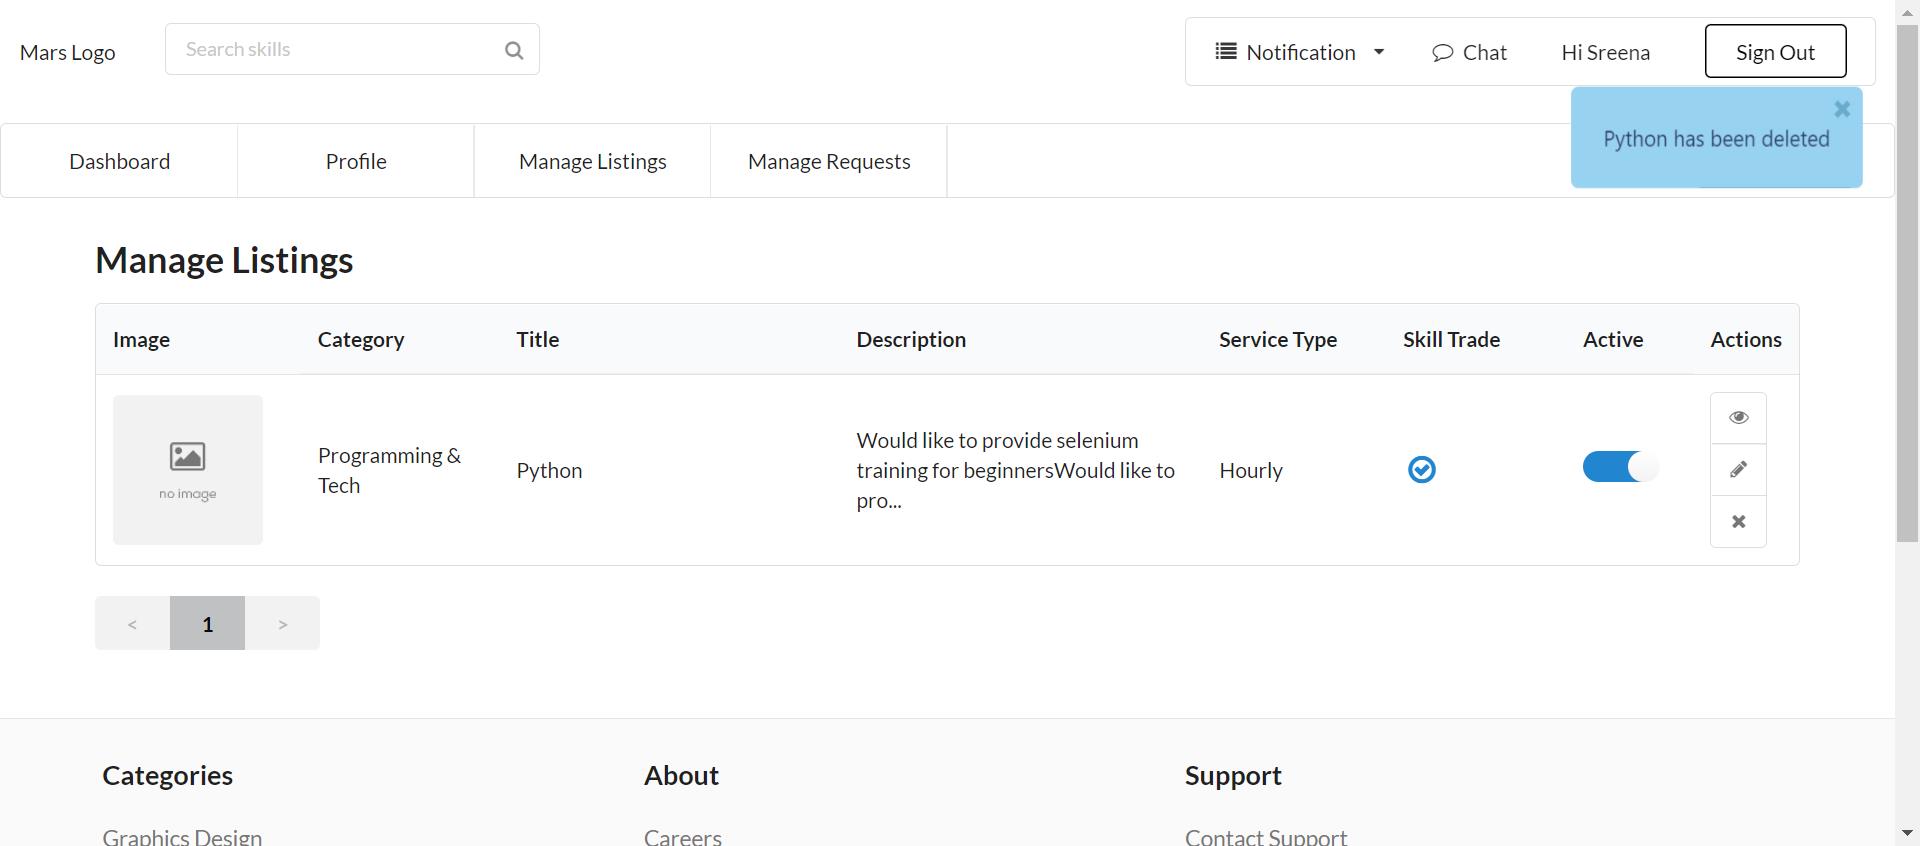 Mars Logo
Search skills
Notification
Chat
Hi Sreena
Sign Out
Python has been deleted
Dashboard
Profile
Manage Listings
Manage Requests
Manage Listings
Image
Category
Title
Description
Service Type
Skill Trade
Active
Actions
no image
Programming &
Tech
Python
Would like to provide selenium
training for beginnersWould like to
pro...
Hourly
<
1
>
Categories
About
Support
Graphics Design
Careers
Contact Support